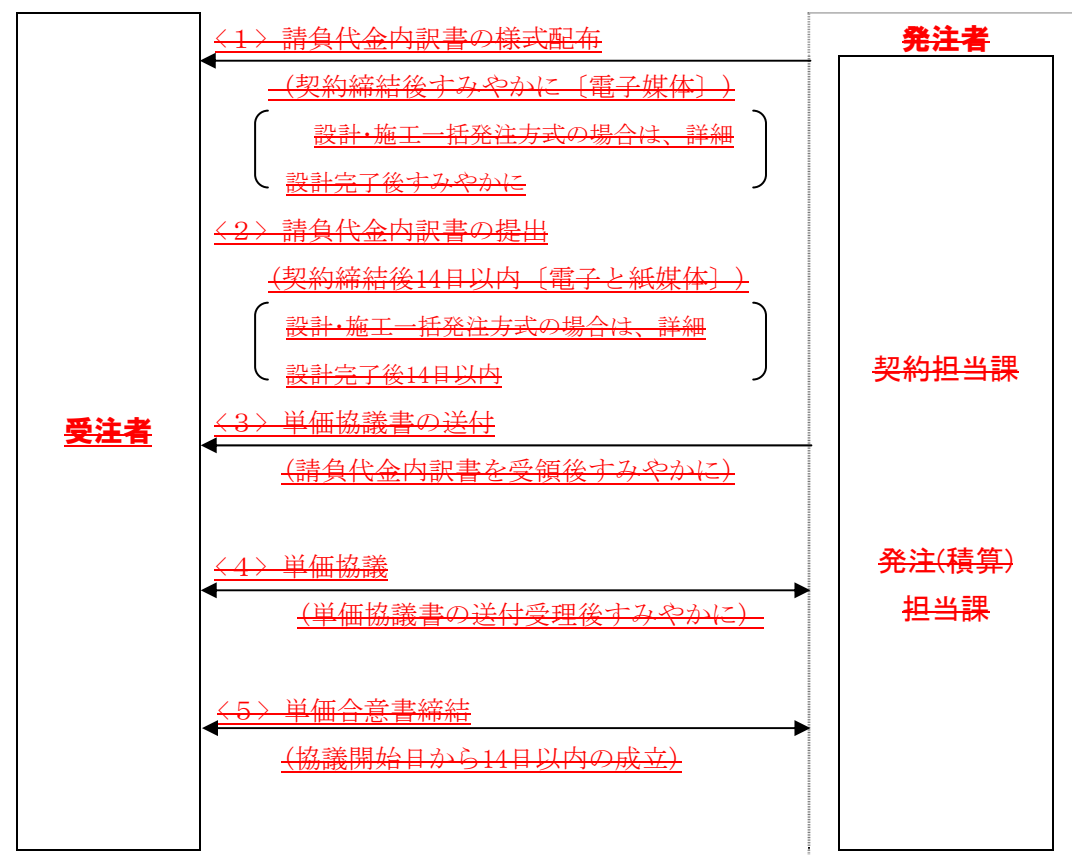 <1> 請負代金内訳書の様式配布
(契約締結後すみやかに〔電子媒体〕)
設計・施工一括発注方式の場合は、詳細
設計完了後すみやかに
<2> 請負代金内訳書の提出
(契約締結後14日以内〔電子と紙媒体〕)
設計・施工一括発注方式の場合は、詳細
設計完了後14日以内
<3> 単価協議書の送付
(請負代金内訳書を受領後すみやかに)
<4> 単価協議
(単価協議書の送付受理後すみやかに)
<5> 単価合意書締結
(協議開始日から14日以内の成立)
受注者
発注者
契約担当課
発注(積算)
担当課